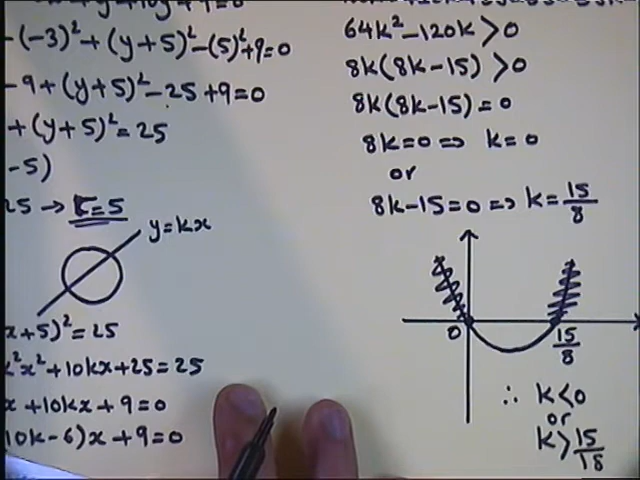 -(-3)² + (y+5)² -(5)² +9=0
-9+(y+5)² -25 +9=0
+(y+5)² = 25
-5)
25 → r=5
y=kx
x+5)² = 25
k²x² +10kx+25=25
x +10kx + 9=0
10k-6)x + 9=0
64k² -120k >0
8k(8k-15) >0
8k(8k-15) = 0
8k=0 ⇒ k=0
or
8k-15=0 ⇒ k=15/8
0
15/8
∴ k<0
or
k>15/18